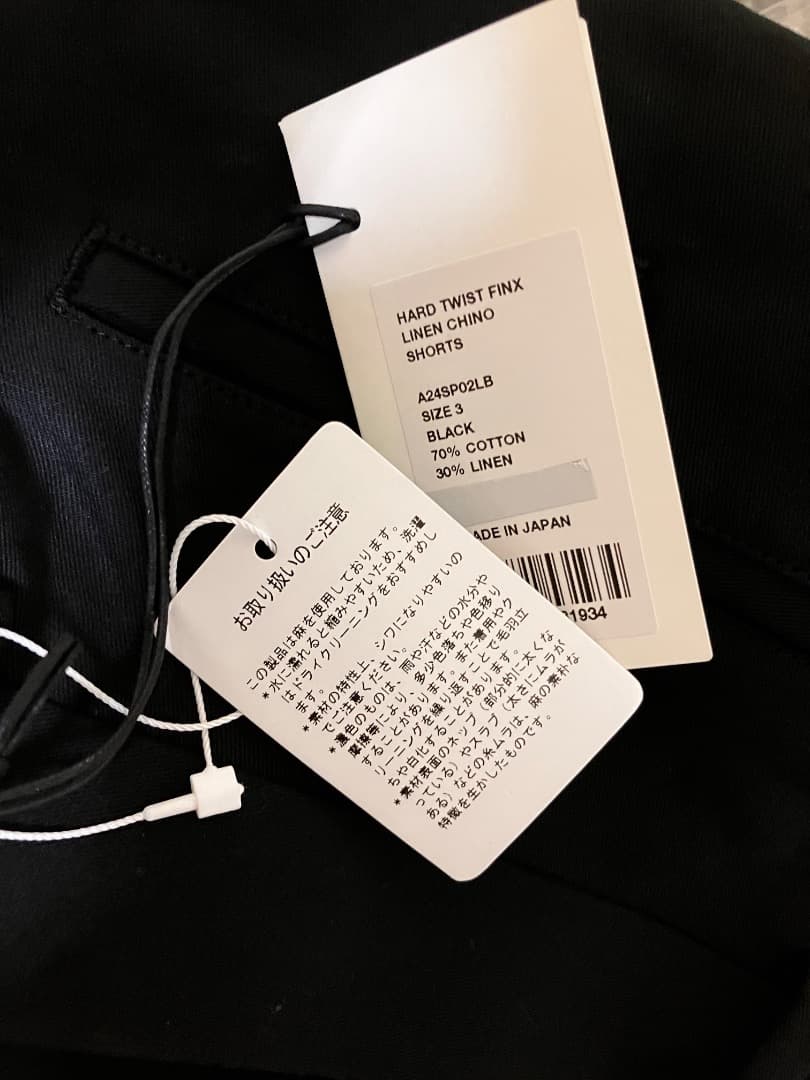 HARD TWIST FINX
LINEN CHINO
SHORTS
A24SP02LB
SIZE 3
BLACK
70% COTTON
30% LINEN
MADE IN JAPAN
1934
お取り扱いのご注意
この製品は麻を使用しております。
*水に濡れると縮みやすいため、洗濯
はドライクリーニングをおすすめし
ます。
*素材の特性上、シワになりやすいの
でご注意ください。
*濃色のものは、雨や汗などの水分や
摩擦等により、多少色落ちや色移り
することがあります。また着用やク
リーニングを繰り返すことで毛羽立
ちや白化することがあります。
*素材表面のネップ（部分的に太くな
っている）やスラブ（太さにムラが
ある）などの糸ムラは、麻の素朴な
特徴を生かしたものです。